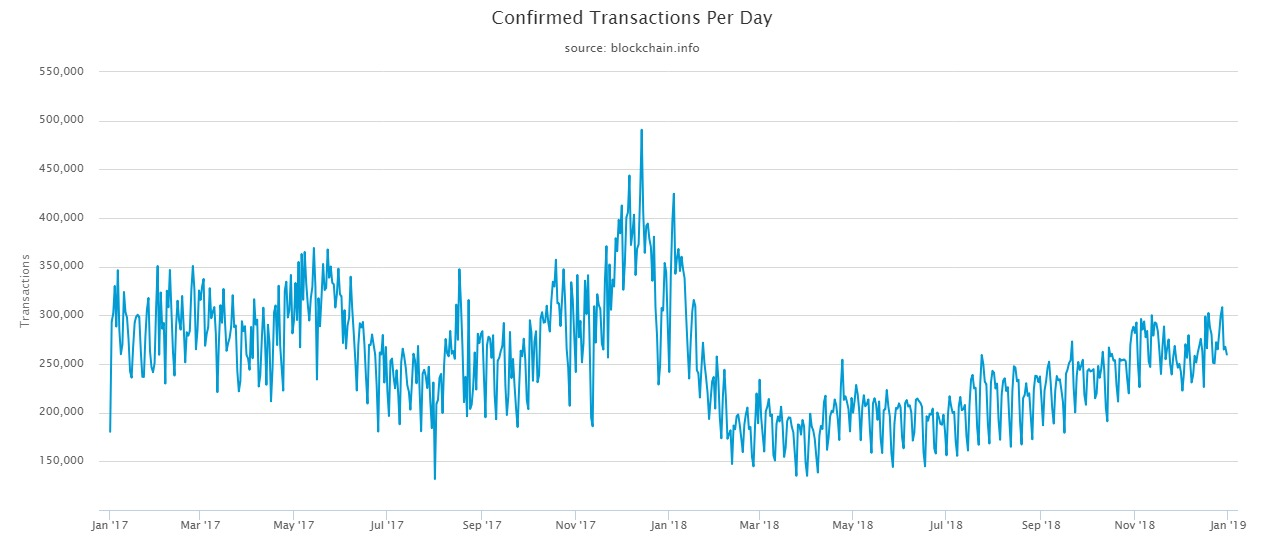 Confirmed Transactions Per Day
source: blockchain.info
550,000
500,000
450,000
400,000
350,000
300,000
250,000
200,000
150,000
Transactions
Jan '17
Mar '17
May '17
Jul '17
Sep '17
Nov '17
Jan '18
Mar '18
May '18
Jul '18
Sep '18
Nov '18
Jan '19